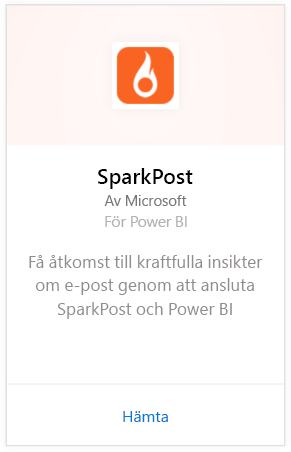 SparkPost
Av Microsoft
För Power BI
Få åtkomst till kraftfulla insikter
om e-post genom att ansluta
SparkPost och Power BI
Hämta